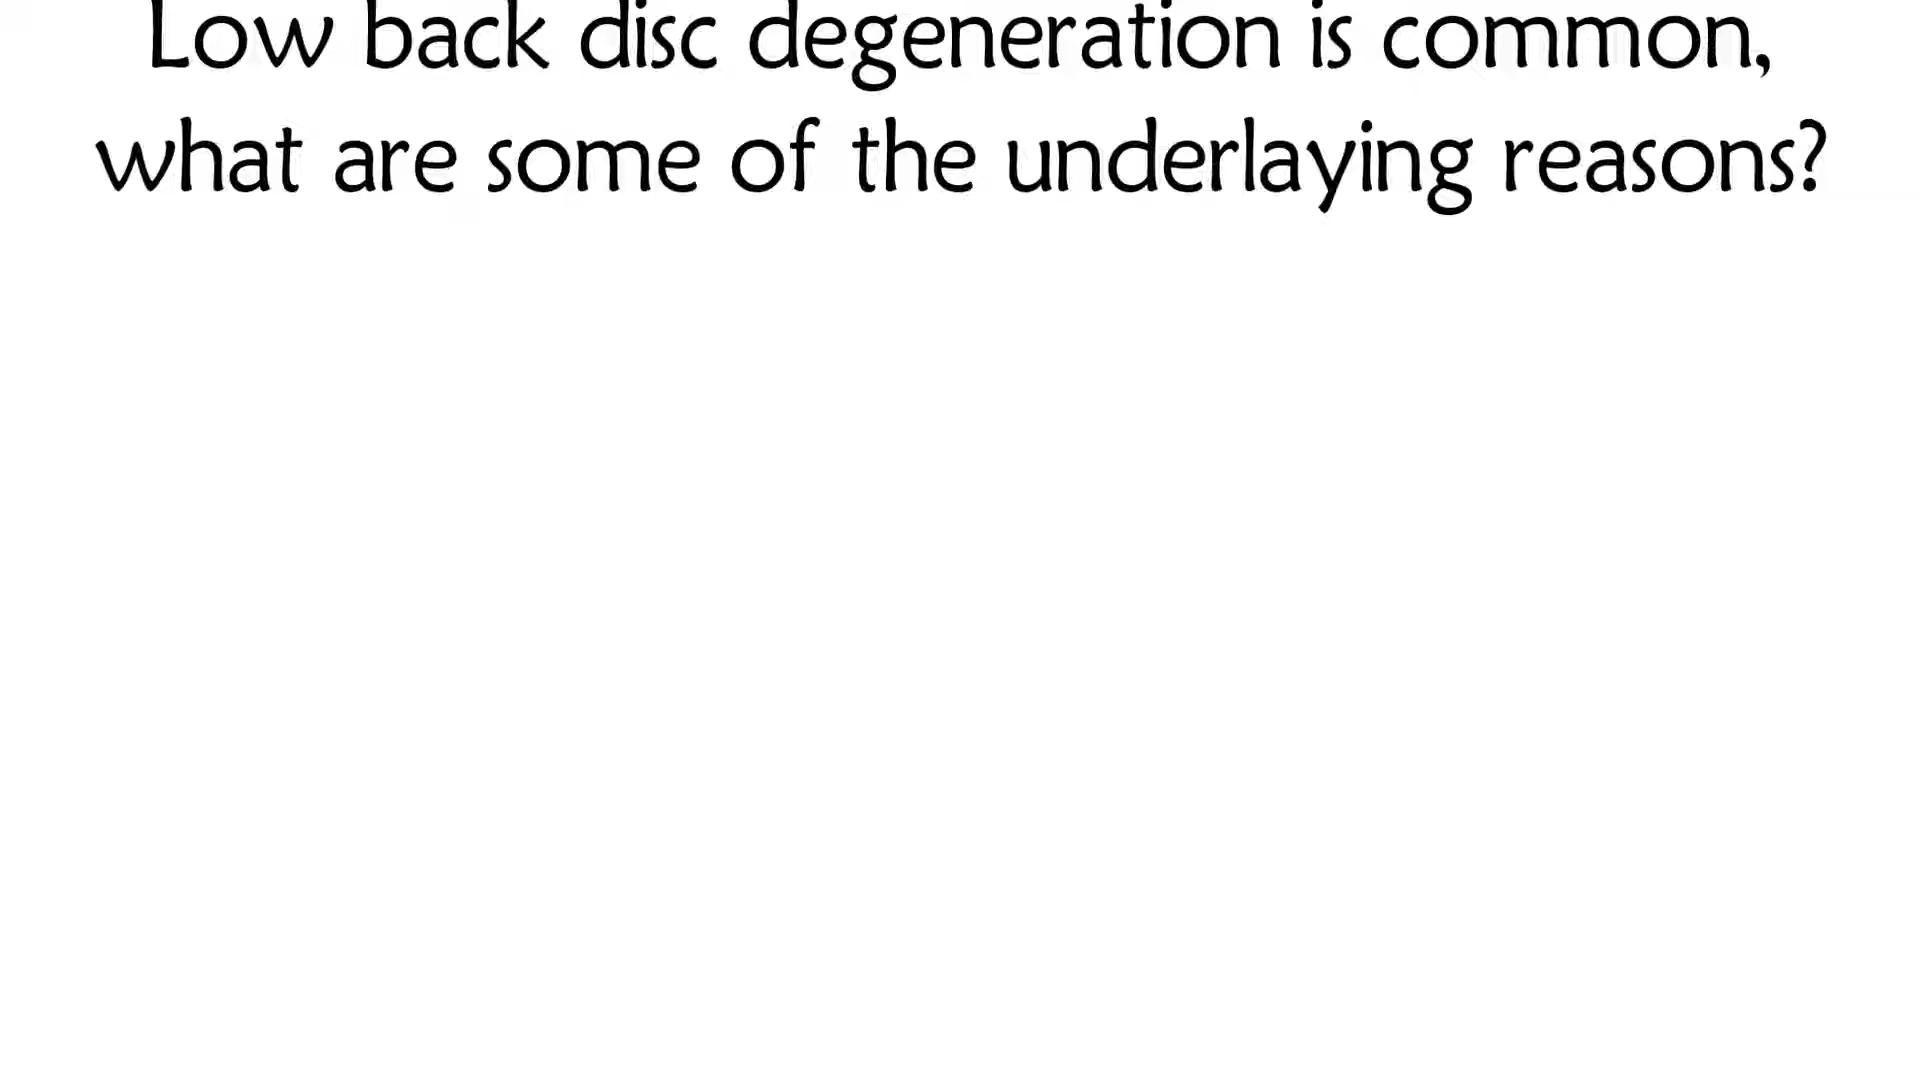 Low back disc degeneration is common,
what are some of the underlaying reasons?